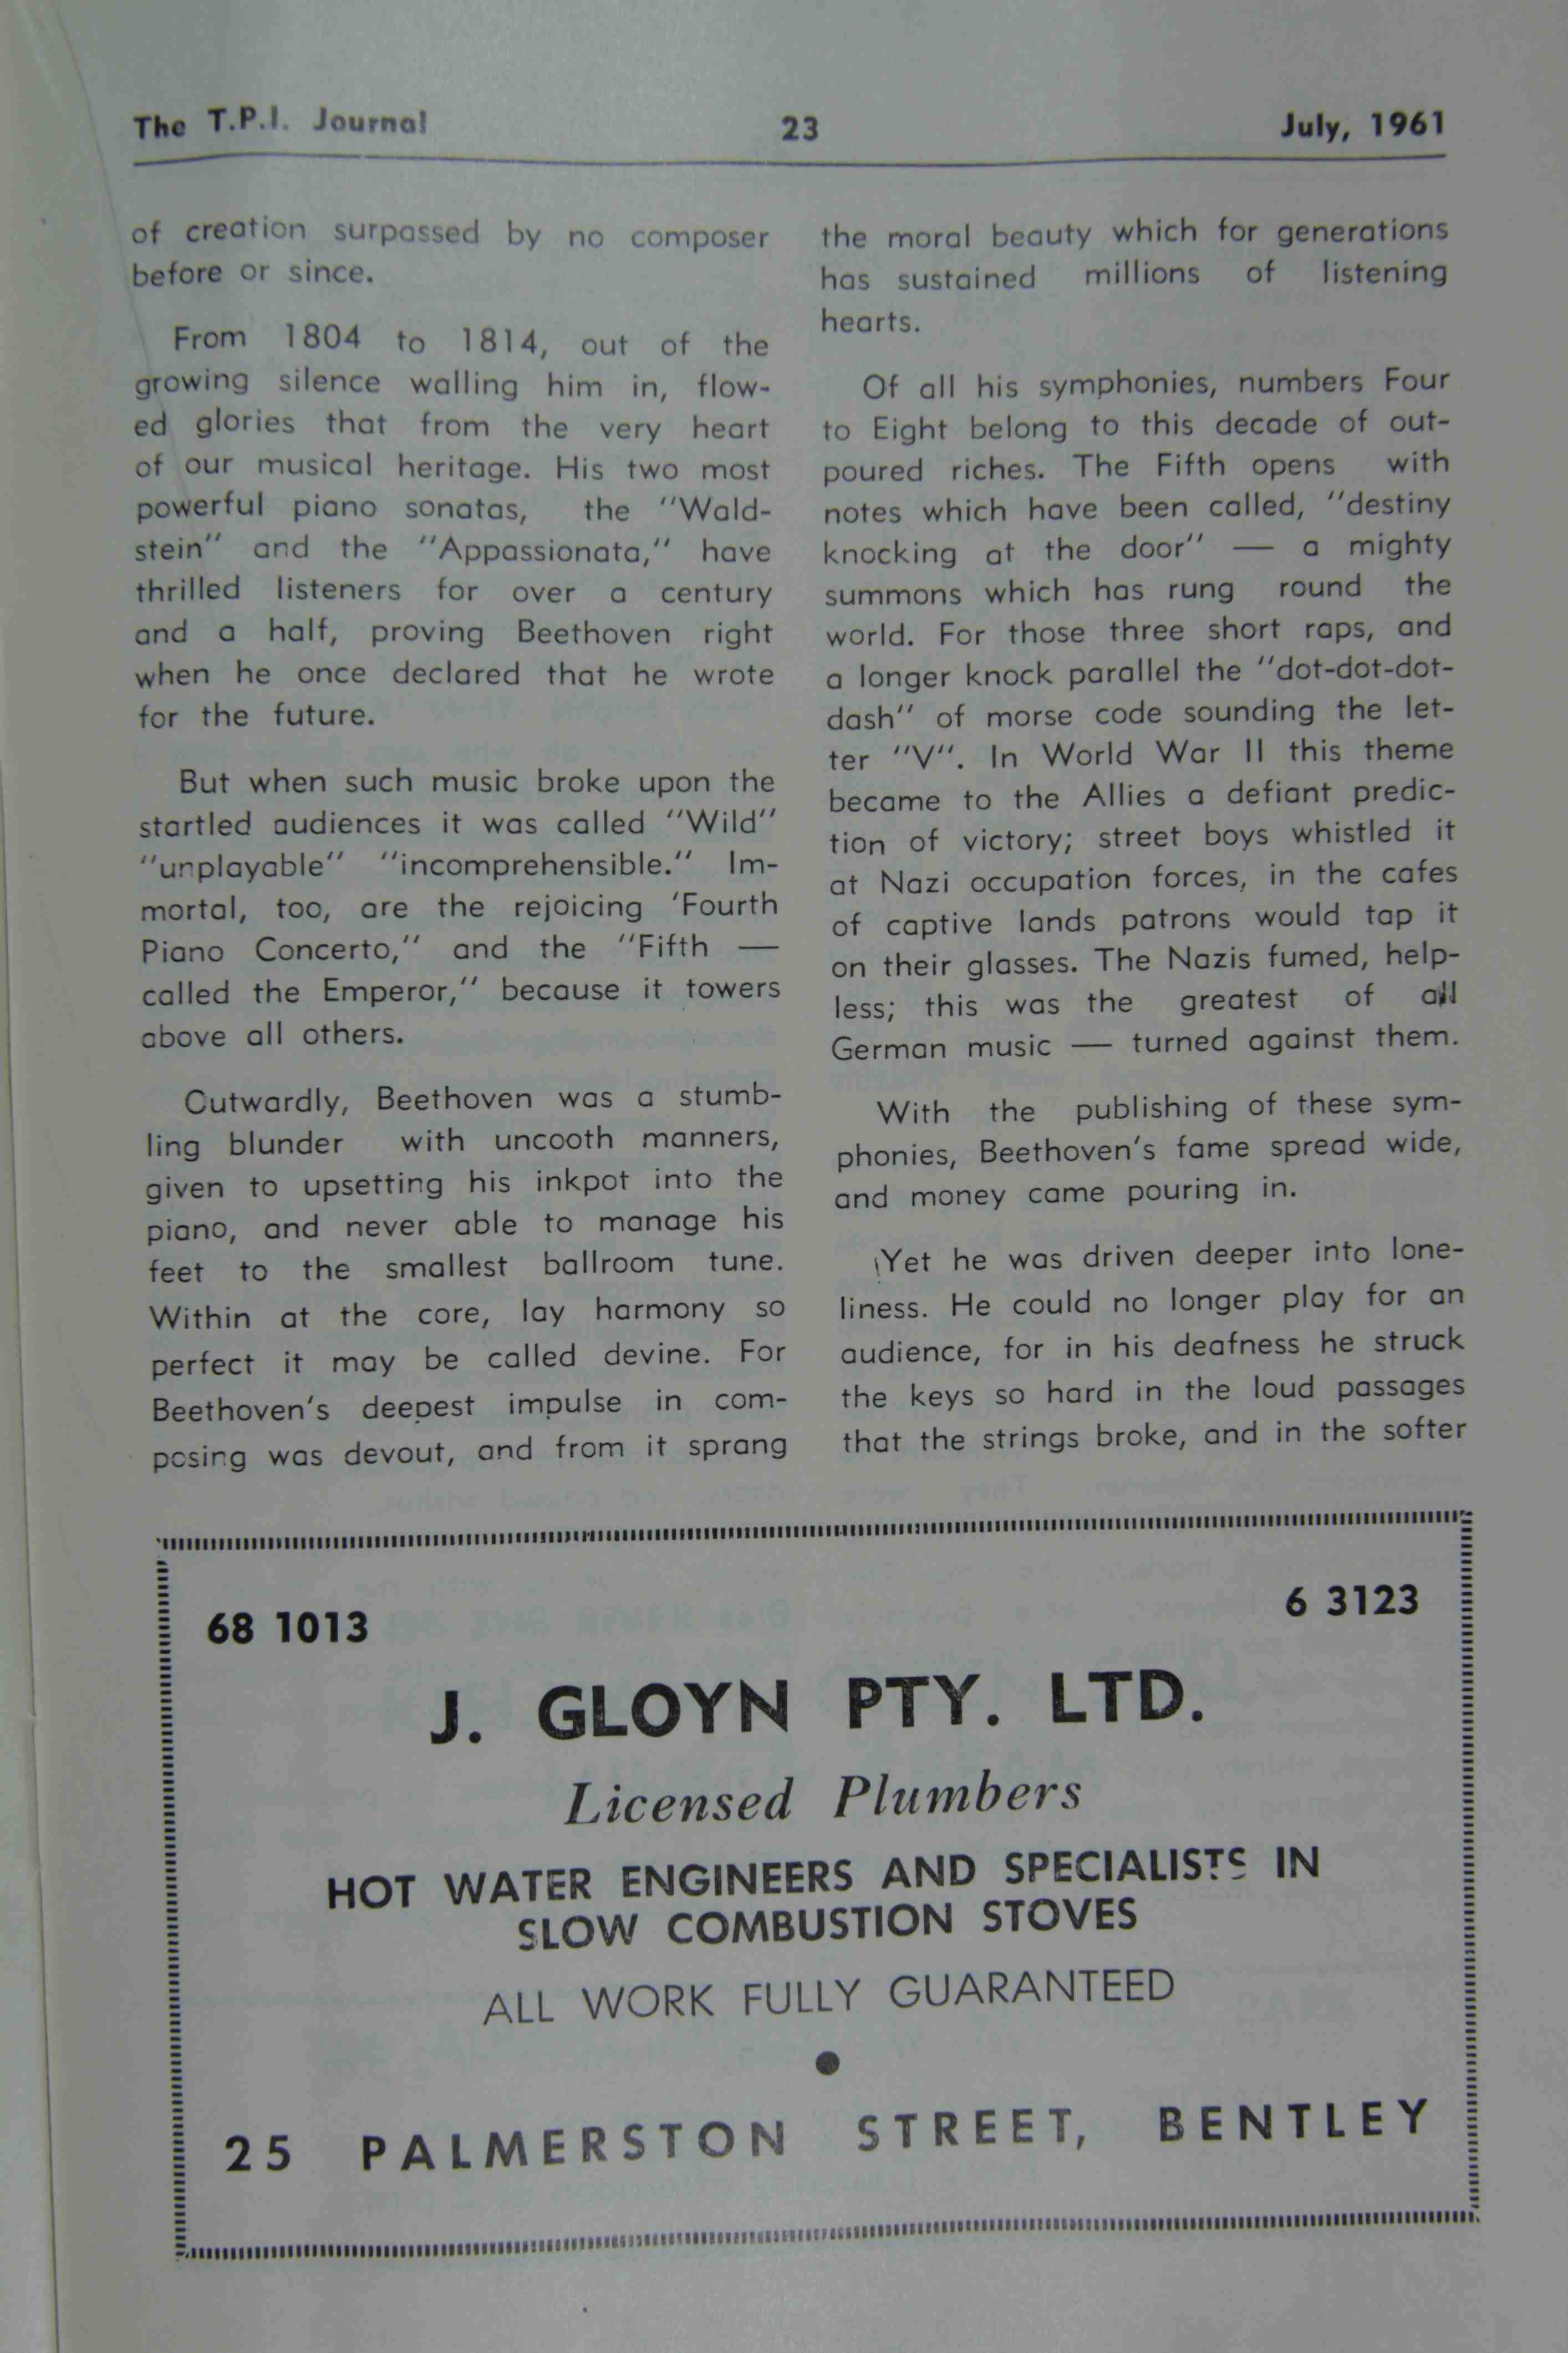 The T.P.I. Journal 23 July, 1961
of creation surpassed by no composer
before or since.
From 1804 to 1814, out of the
growing silence walling him in, flow-
ed glories that from the very heart
of our musical heritage. His two most
powerful piano sonatas, the "Wald-
stein" and the "Appassionata," have
thrilled listeners for over a century
and a half, proving Beethoven right
when he once declared that he wrote
for the future.
But when such music broke upon the
startled audiences it was called "Wild"
"unplayable" "incomprehensible." Im-
mortal, too, are the rejoicing 'Fourth
Piano Concerto," and the "Fifth —
called the Emperor," because it towers
above all others.
Outwardly, Beethoven was a stumb-
ling blunder with uncooth manners,
given to upsetting his inkpot into the
piano, and never able to manage his
feet to the smallest ballroom tune.
Within at the core, lay harmony so
perfect it may be called devine. For
Beethoven's deepest impulse in com-
posing was devout, and from it sprang
the moral beauty which for generations
has sustained millions of listening
hearts.
Of all his symphonies, numbers Four
to Eight belong to this decade of out-
poured riches. The Fifth opens with
notes which have been called, "destiny
knocking at the door" — a mighty
summons which has rung round the
world. For those three short raps, and
a longer knock parallel the "dot-dot-dot-
dash" of morse code sounding the let-
ter "V". In World War II this theme
became to the Allies a defiant predic-
tion of victory; street boys whistled it
at Nazi occupation forces, in the cafes
of captive lands patrons would tap it
on their glasses. The Nazis fumed, help-
less; this was the greatest of all
German music — turned against them.
With the publishing of these sym-
phonies, Beethoven's fame spread wide,
and money came pouring in.
Yet he was driven deeper into lone-
liness. He could no longer play for an
audience, for in his deafness he struck
the keys so hard in the loud passages
that the strings broke, and in the softer
68 1013 6 3123
J. GLOYN PTY. LTD.
Licensed Plumbers
HOT WATER ENGINEERS AND SPECIALISTS IN
SLOW COMBUSTION STOVES
ALL WORK FULLY GUARANTEED
●
25 PALMERSTON STREET, BENTLEY